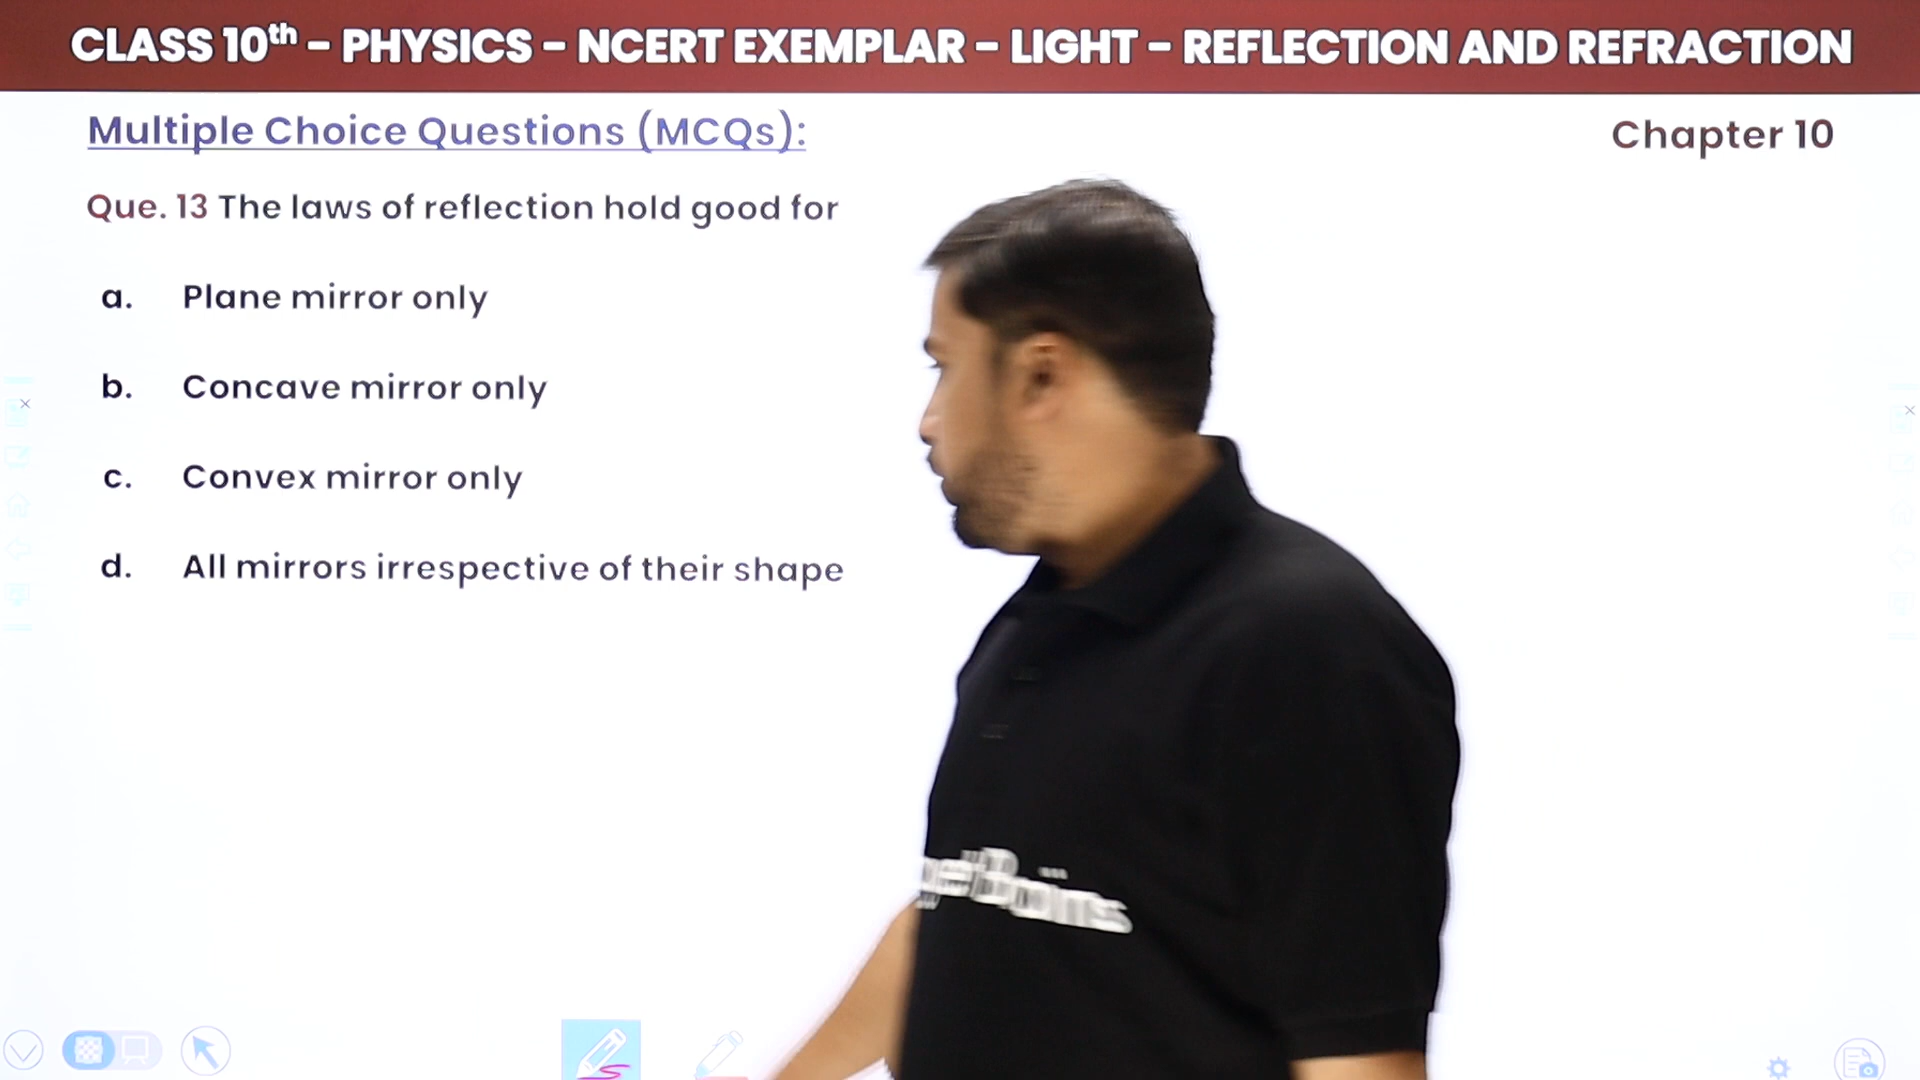 CLASS 10th – PHYSICS – NCERT EXEMPLAR – LIGHT – REFLECTION AND REFRACTION
Multiple Choice Questions (MCQs):
Chapter 10
Que. 13 The laws of reflection hold good for
a. Plane mirror only
b. Concave mirror only
c. Convex mirror only
d. All mirrors irrespective of their shape